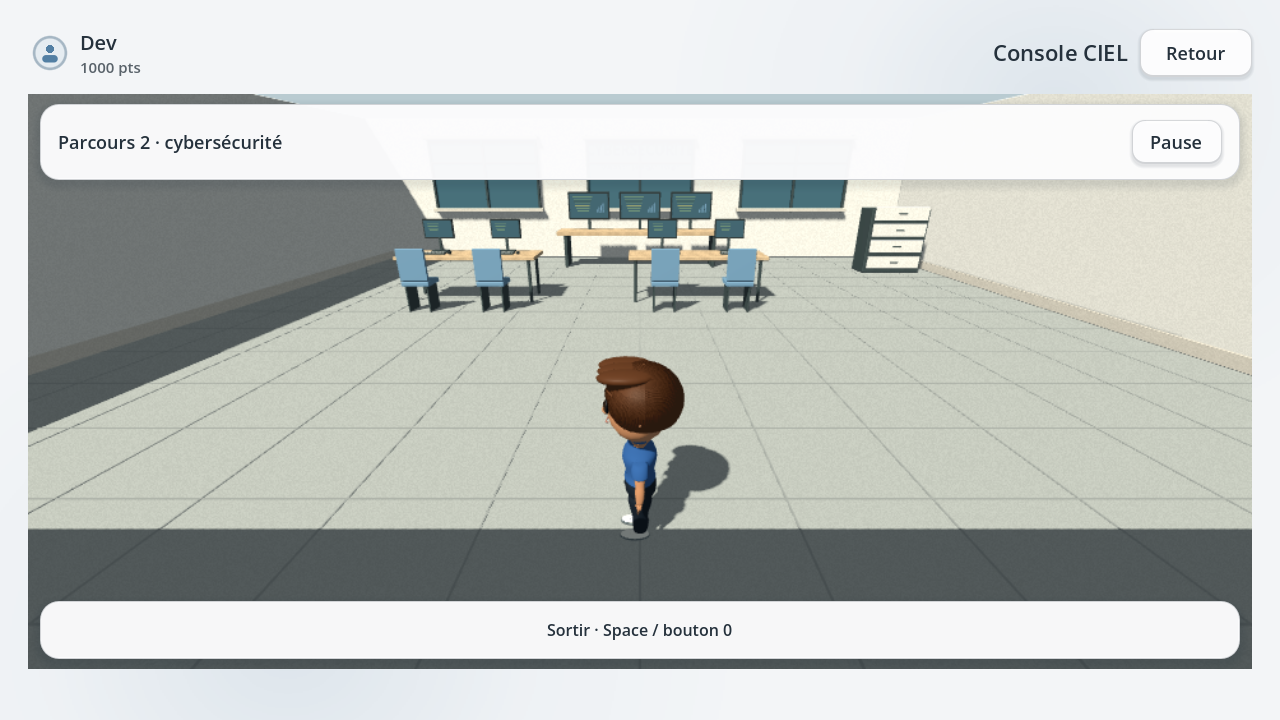 Dev
1000 pts
Console CIEL
Retour
Parcours 2 · cybersécurité
Pause
Sortir · Space / bouton 0